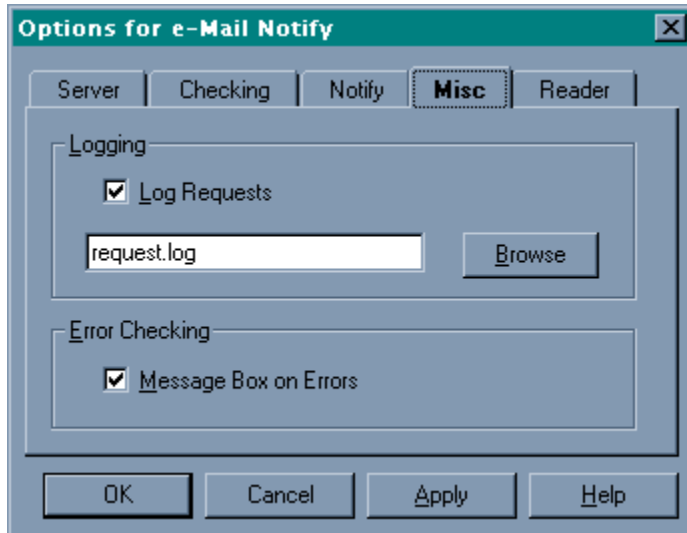 Options for e-Mail Notify
Server Checking Notify Misc Reader
Logging
Log Requests
request.log Browse
Error Checking
Message Box on Errors
OK Cancel Apply Help